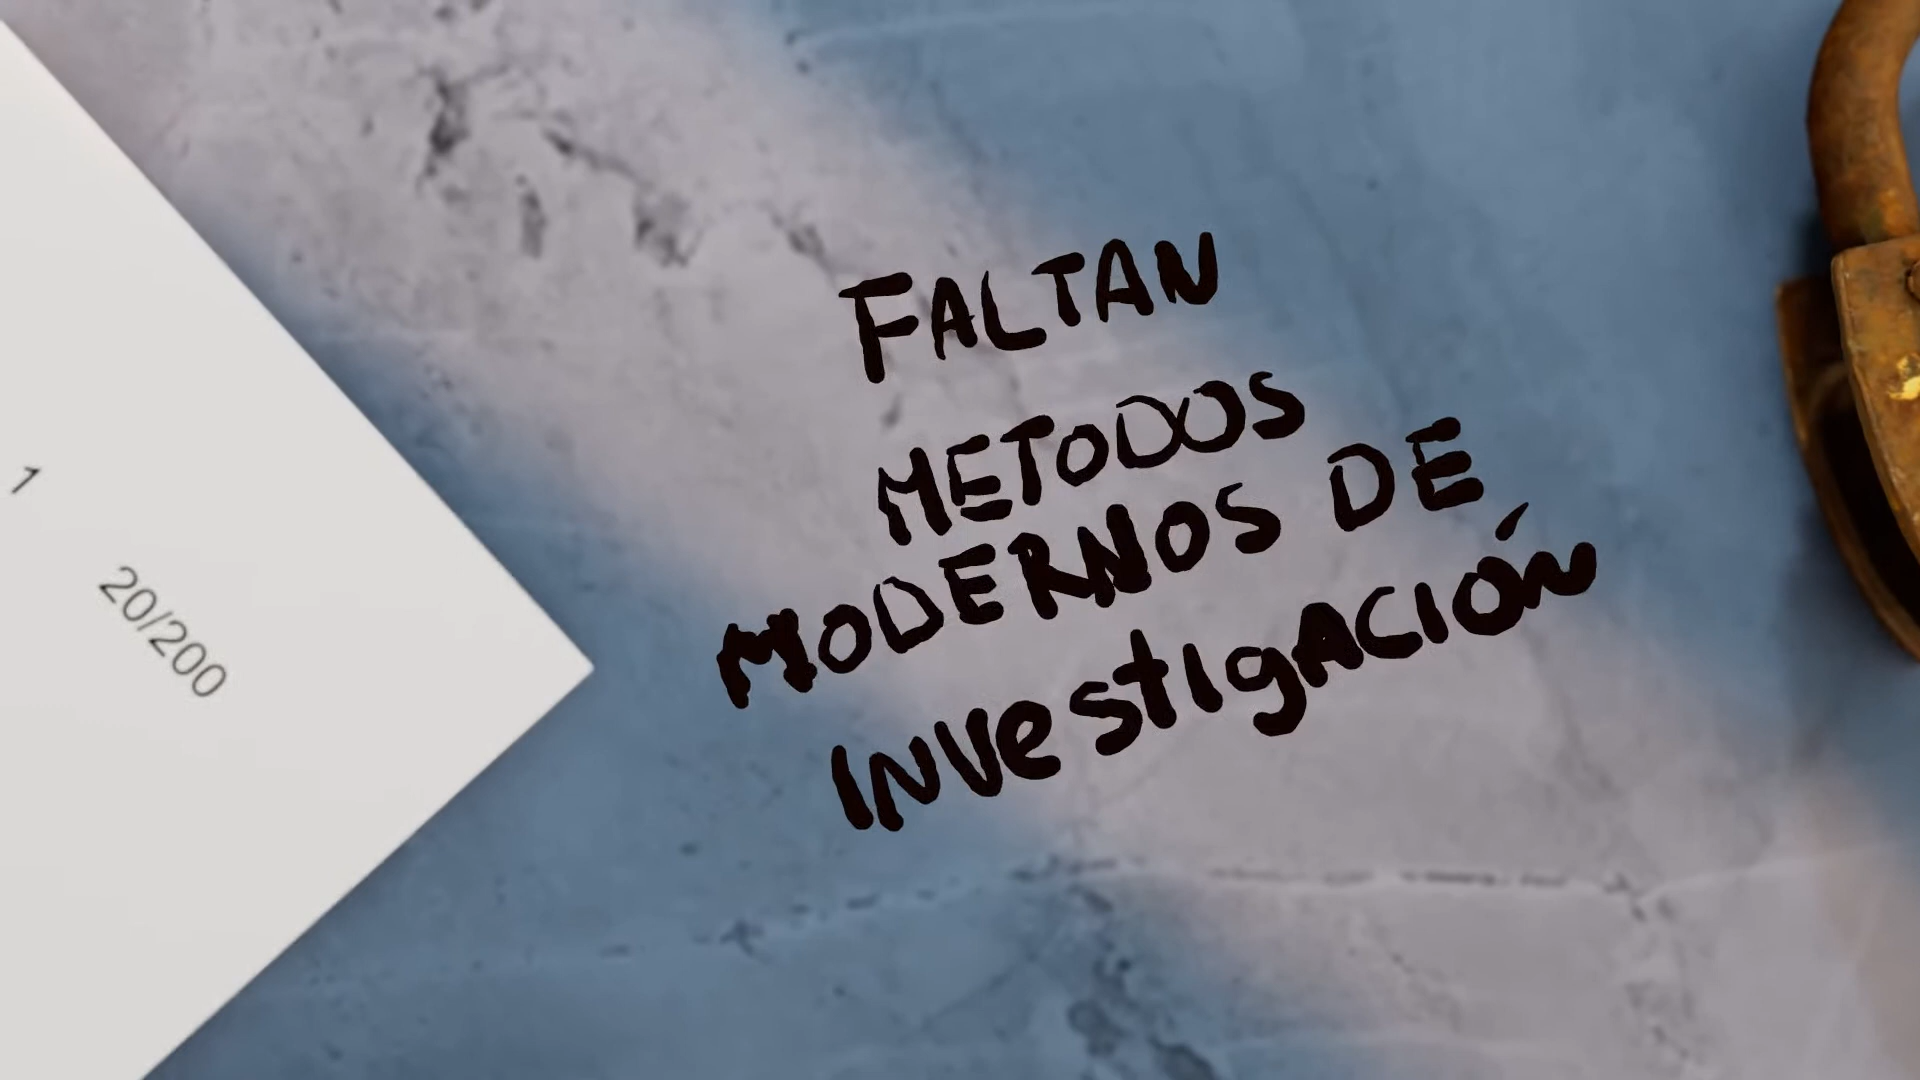 1
20/200
FALTAN
METODOS
MODERNOS DE
INVestIgACIÓN